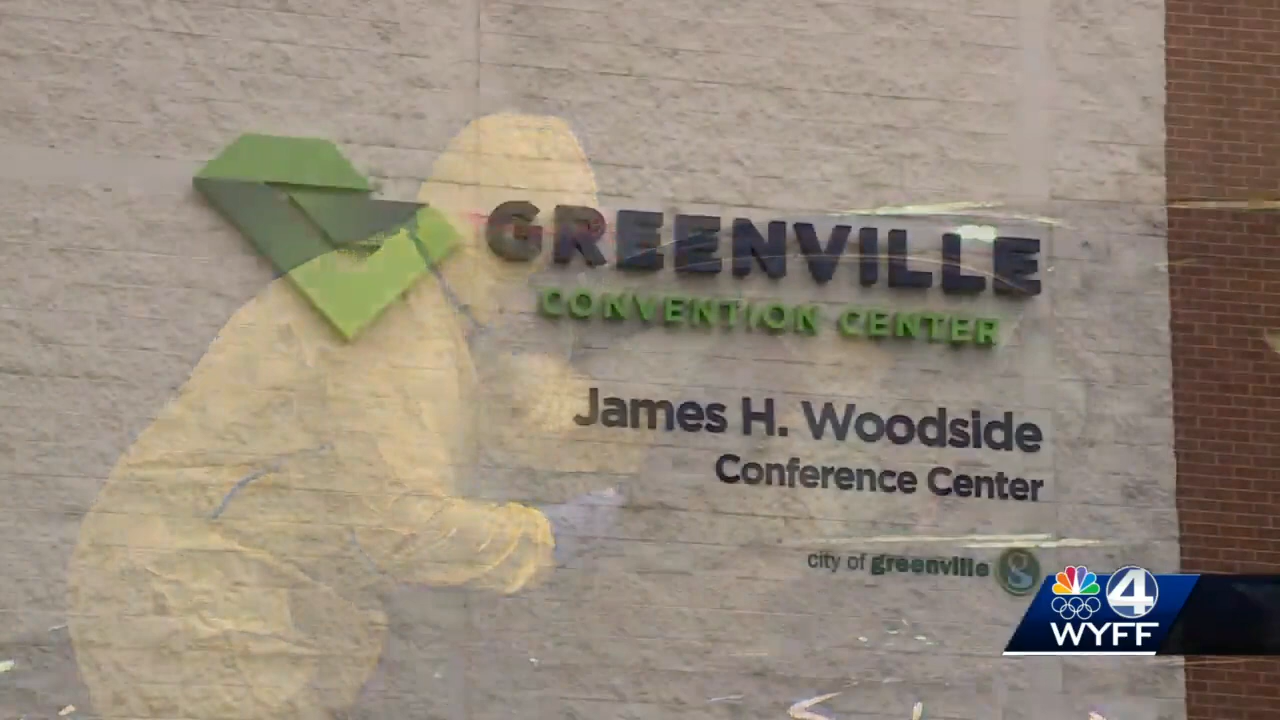 GREENVILLE
CONVENTION CENTER
James H. Woodside
Conference Center
city of greenville
4
WYFF